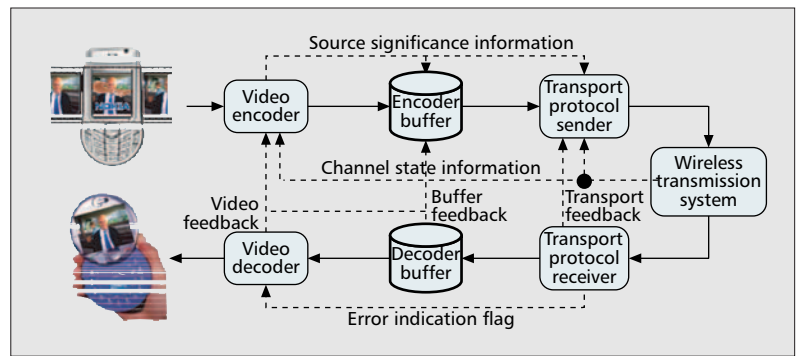 Source significance information
Video
encoder
Encoder
buffer
Transport
protocol
sender
NOKIA
Channel state information
Wireless
transmission
system
Video
feedback
Buffer
feedback
Transport
feedback
Video
decoder
Decoder
buffer
Transport
protocol
receiver
Error indication flag